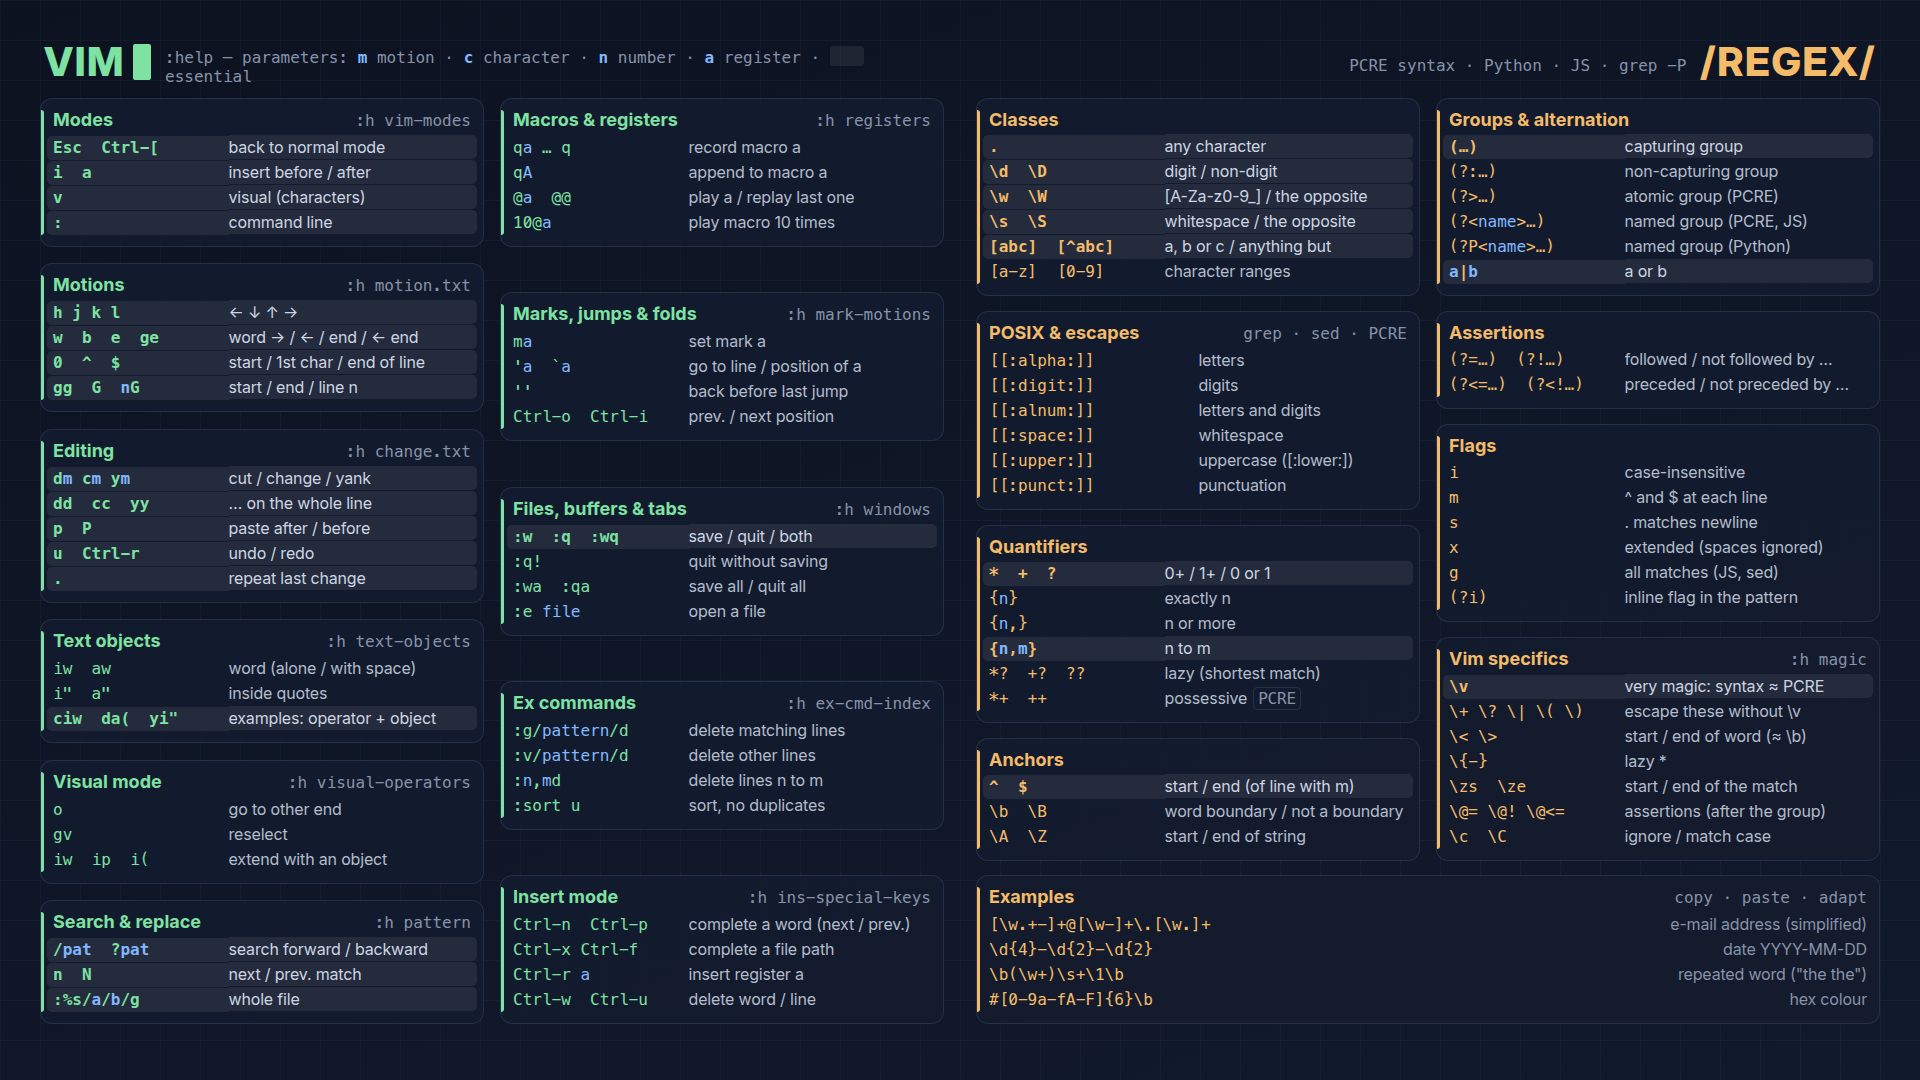 VIM
:help — parameters: m motion · c character · n number · a register ·
essential
PCRE syntax · Python · JS · grep -P /REGEX/
Modes :h vim-modes
Esc Ctrl-[ back to normal mode
i a insert before / after
v visual (characters)
: command line
Motions :h motion.txt
h j k l ← ↓ ↑ →
w b e ge word → / ← / end / ← end
0 ^ $ start / 1st char / end of line
gg G nG start / end / line n
Editing :h change.txt
dm cm ym cut / change / yank
dd cc yy … on the whole line
p P paste after / before
u Ctrl-r undo / redo
. repeat last change
Text objects :h text-objects
iw aw word (alone / with space)
i" a" inside quotes
ciw da( yi" examples: operator + object
Visual mode :h visual-operators
o go to other end
gv reselect
iw ip i( extend with an object
Search & replace :h pattern
/pat ?pat search forward / backward
n N next / prev. match
:%s/a/b/g whole file
Macros & registers :h registers
qa … q record macro a
qA append to macro a
@a @@ play a / replay last one
10@a play macro 10 times
Marks, jumps & folds :h mark-motions
ma set mark a
'a `a go to line / position of a
'' back before last jump
Ctrl-o Ctrl-i prev. / next position
Files, buffers & tabs :h windows
:w :q :wq save / quit / both
:q! quit without saving
:wa :qa save all / quit all
:e file open a file
Ex commands :h ex-cmd-index
:g/pattern/d delete matching lines
:v/pattern/d delete other lines
:n,md delete lines n to m
:sort u sort, no duplicates
Insert mode :h ins-special-keys
Ctrl-n Ctrl-p complete a word (next / prev.)
Ctrl-x Ctrl-f complete a file path
Ctrl-r a insert register a
Ctrl-w Ctrl-u delete word / line
Classes
. any character
\d \D digit / non-digit
\w \W [A-Za-z0-9_] / the opposite
\s \S whitespace / the opposite
[abc] [^abc] a, b or c / anything but
[a-z] [0-9] character ranges
POSIX & escapes grep · sed · PCRE
[[:alpha:]] letters
[[:digit:]] digits
[[:alnum:]] letters and digits
[[:space:]] whitespace
[[:upper:]] uppercase ([:lower:])
[[:punct:]] punctuation
Quantifiers
* + ? 0+ / 1+ / 0 or 1
{n} exactly n
{n,} n or more
{n,m} n to m
*? +? ?? lazy (shortest match)
*+ ++ possessive PCRE
Anchors
^ $ start / end (of line with m)
\b \B word boundary / not a boundary
\A \Z start / end of string
Groups & alternation
(…) capturing group
(?:…) non-capturing group
(?>…) atomic group (PCRE)
(?<name>…) named group (PCRE, JS)
(?P<name>…) named group (Python)
a|b a or b
Assertions
(?=…) (?!…) followed / not followed by …
(?<=…) (?<!…) preceded / not preceded by …
Flags
i case-insensitive
m ^ and $ at each line
s . matches newline
x extended (spaces ignored)
g all matches (JS, sed)
(?i) inline flag in the pattern
Vim specifics :h magic
\v very magic: syntax ≈ PCRE
\+ \? \| \( \) escape these without \v
\< \> start / end of word (≈ \b)
\{-} lazy *
\zs \ze start / end of the match
\@= \@! \@<= assertions (after the group)
\c \C ignore / match case
Examples copy · paste · adapt
[\w.+-]+@[\w-]+\.[\w.]+ e-mail address (simplified)
\d{4}-\d{2}-\d{2} date YYYY-MM-DD
\b(\w+)\s+\1\b repeated word ("the the")
#[0-9a-fA-F]{6}\b hex colour